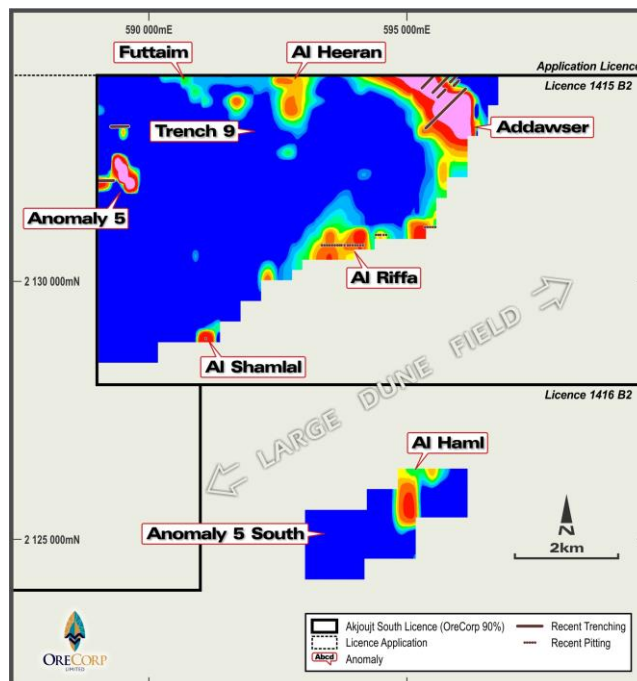 590 000mE
595 000mE
Futtaim
Al Heeran
Application Licence
Licence 1415 B2
Trench 9
Addawser
Anomaly 5
Al Riffa
2 130 000mN
Al Shamlal
LARGE DUNE FIELD
Licence 1416 B2
Al Haml
Anomaly 5 South
N
2km
2 125 000mN
Akjoujt South Licence (OreCorp 90%)
Licence Application
Abcd Anomaly
Recent Trenching
Recent Pitting
ORECORP
LIMITED